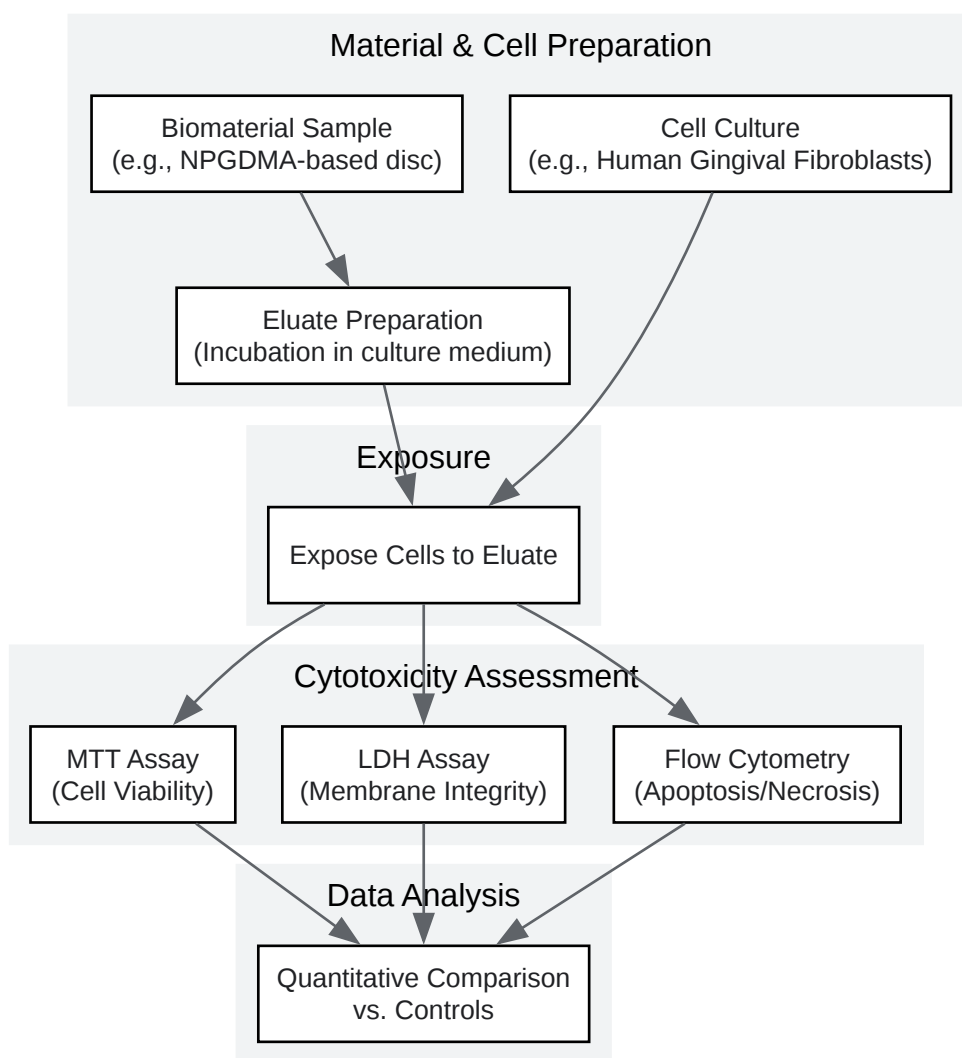 Material & Cell Preparation
Biomaterial Sample
(e.g., NPGDMA-based disc)
Cell Culture
(e.g., Human Gingival Fibroblasts)
Eluate Preparation
(Incubation in culture medium)
Exposure
Expose Cells to Eluate
Cytotoxicity Assessment
MTT Assay
(Cell Viability)
LDH Assay
(Membrane Integrity)
Flow Cytometry
(Apoptosis/Necrosis)
Data Analysis
Quantitative Comparison
vs. Controls